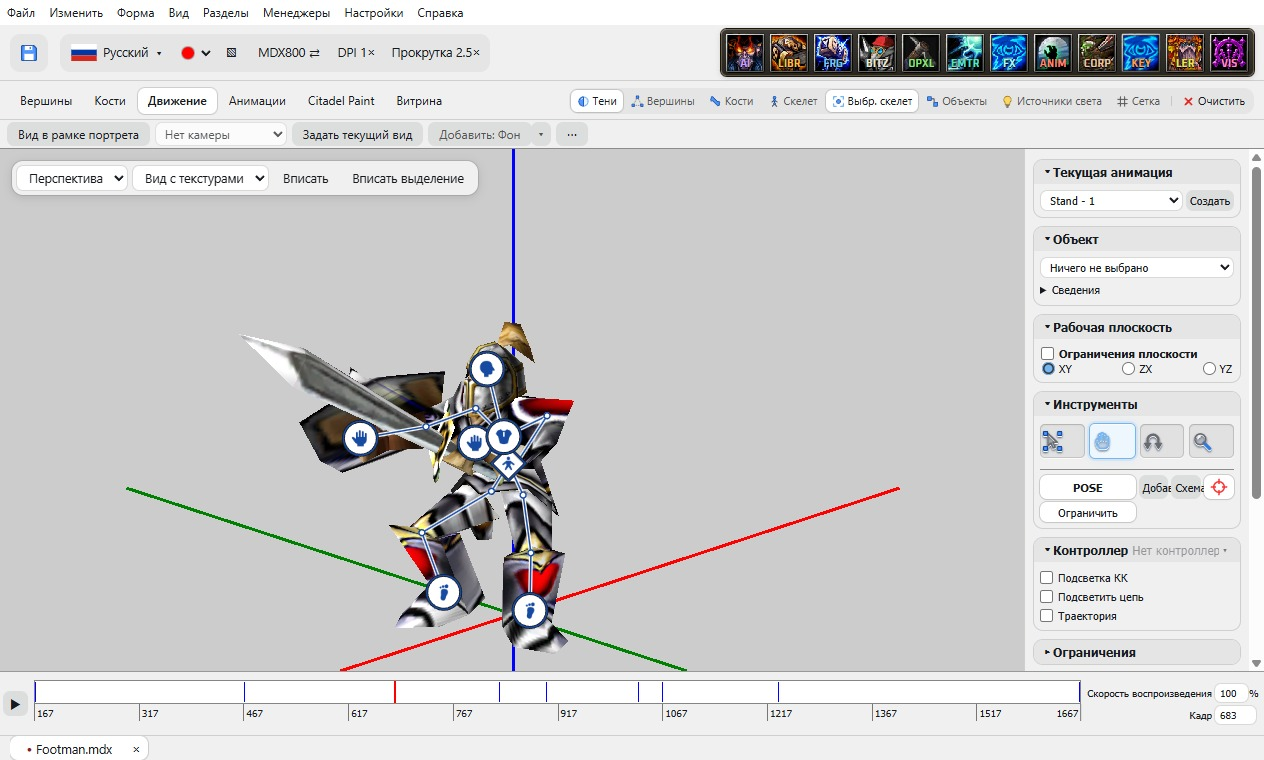 Файл Изменить Форма Вид Разделы Менеджеры Настройки Справка
Русский MDX800 ⇄ DPI 1× Прокрутка 2.5×
AI LIBR FRG BITZ OPXL EMTR FX ANIM CORP KEY LER VIS
Вершины Кости Движение Анимации Citadel Paint Витрина
Тени Вершины Кости Скелет Выбр. скелет Объекты Источники света Сетка Очистить
Вид в рамке портрета Нет камеры Задать текущий вид Добавить: Фон ...
Перспектива Вид с текстурами Вписать Вписать выделение
Текущая анимация
Stand - 1 Создать
Объект
Ничего не выбрано
Сведения
Рабочая плоскость
Ограничения плоскости
XY ZX YZ
Инструменты
POSE Добав Схема
Ограничить
Контроллер Нет контроллер
Подсветка КК
Подсветить цепь
Траектория
Ограничения
Скорость воспроизведения 100 %
167 317 467 617 767 917 1067 1217 1367 1517 1667
Кадр 683
• Footman.mdx ×